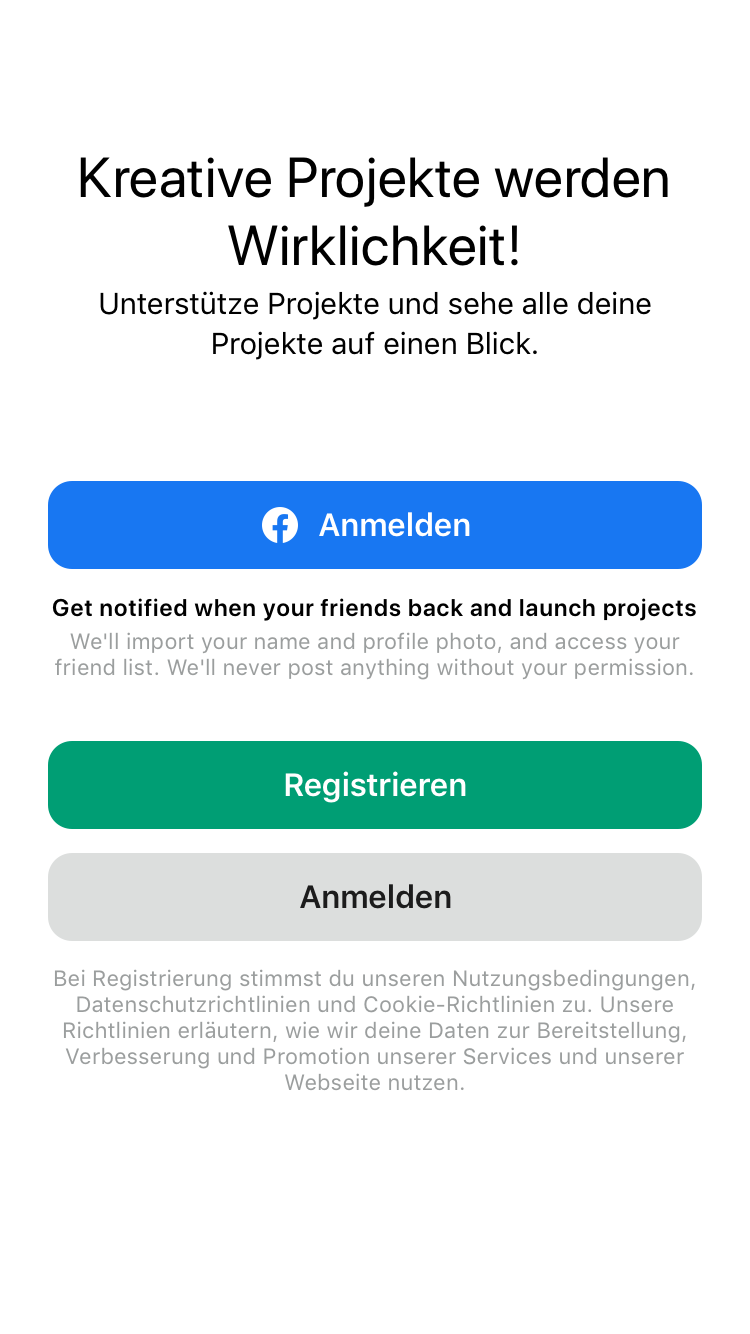 Kreative Projekte werden
Wirklichkeit!
Unterstütze Projekte und sehe alle deine
Projekte auf einen Blick.
Anmelden
Get notified when your friends back and launch projects
We'll import your name and profile photo, and access your
friend list. We'll never post anything without your permission.
Registrieren
Anmelden
Bei Registrierung stimmst du unseren Nutzungsbedingungen,
Datenschutzrichtlinien und Cookie-Richtlinien zu. Unsere
Richtlinien erläutern, wie wir deine Daten zur Bereitstellung,
Verbesserung und Promotion unserer Services und unserer
Webseite nutzen.